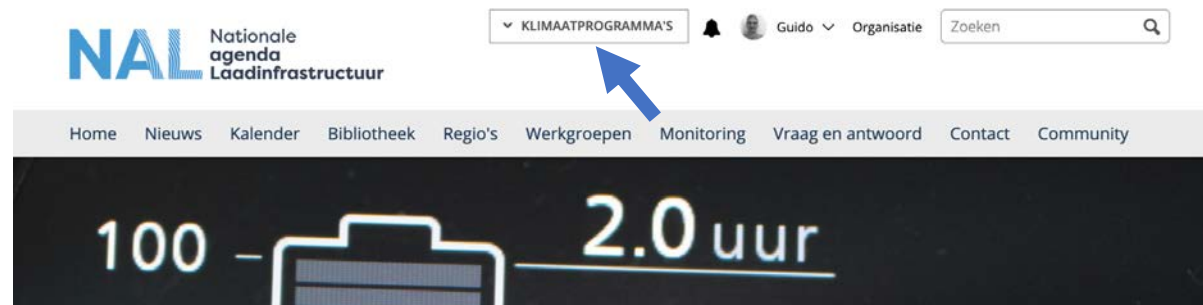 NAL Nationale agenda Laadinfrastructuur
KLIMAATPROGRAMMA'S Guido Organisatie Zoeken
Home Nieuws Kalender Bibliotheek Regio's Werkgroepen Monitoring Vraag en antwoord Contact Community
100 2.0 uur